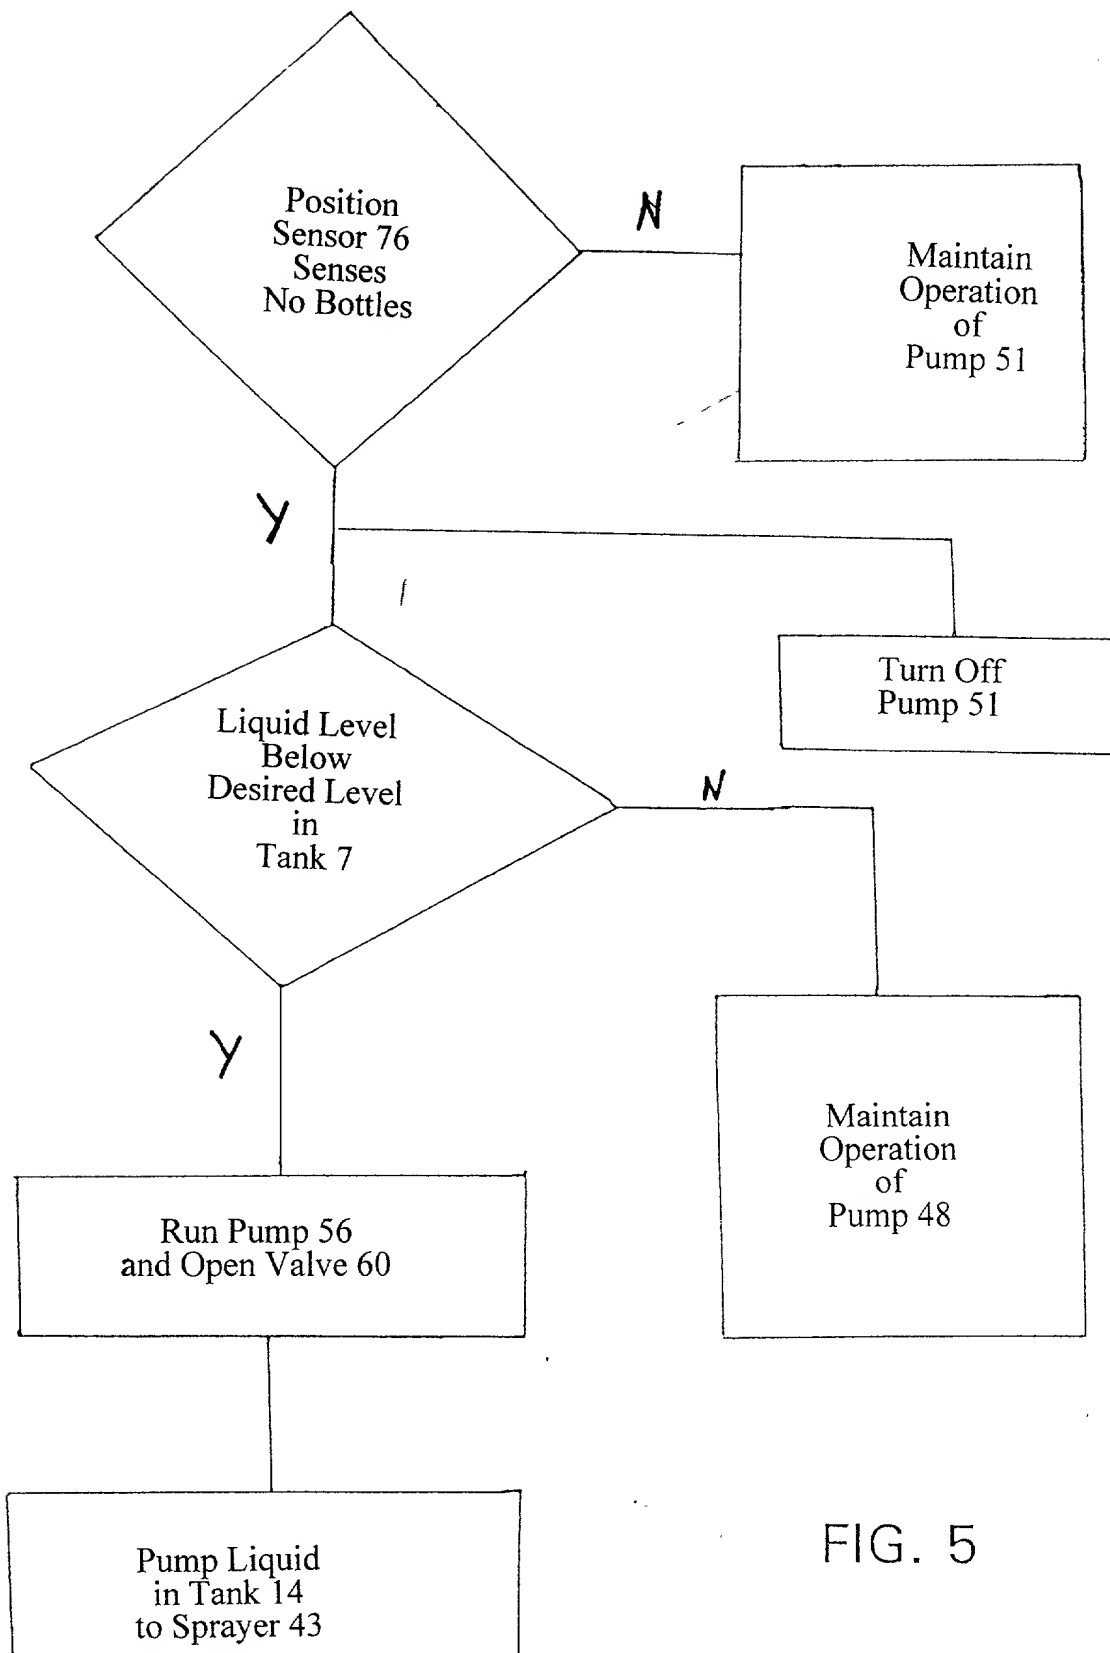 Position
Sensor 76
Senses
No Bottles
N
Maintain
Operation
of
Pump 51
Y
Turn Off
Pump 51
Liquid Level
Below
Desired Level
in
Tank 7
N
Y
Maintain
Operation
of
Pump 48
Run Pump 56
and Open Valve 60
Pump Liquid
in Tank 14
to Sprayer 43
FIG. 5